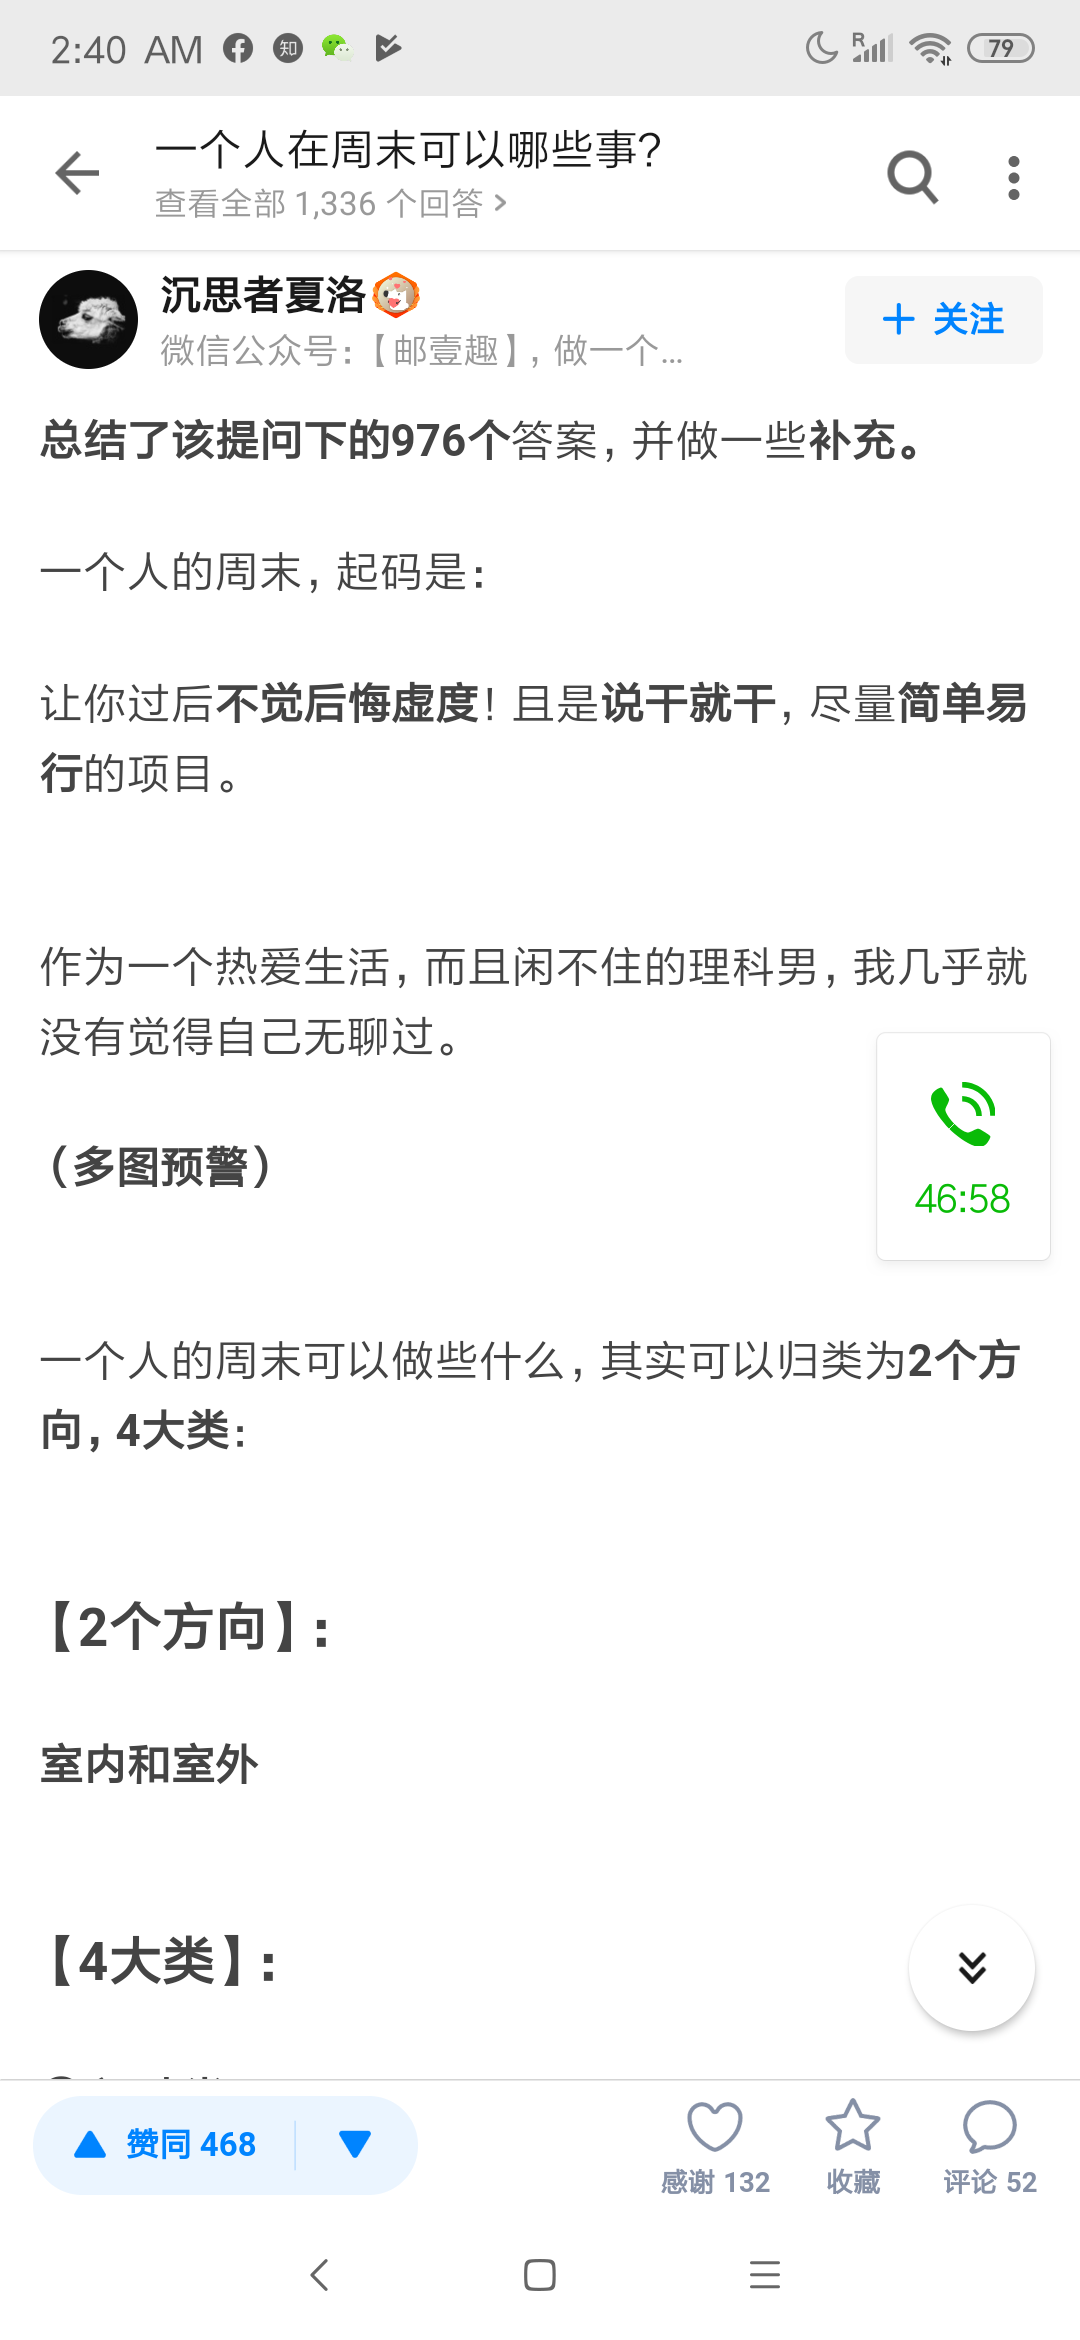 2:40 AM
知
R
79
一个人在周末可以哪些事?
查看全部 1,336 个回答 >
沉思者夏洛
微信公众号:【邮壹趣】, 做一个...
+ 关注
总结了该提问下的976个答案, 并做一些补充。
一个人的周末, 起码是:
让你过后不觉后悔虚度! 且是说干就干, 尽量简单易
行的项目。
作为一个热爱生活, 而且闲不住的理科男, 我几乎就
没有觉得自己无聊过。
(多图预警)
46:58
一个人的周末可以做些什么, 其实可以归类为2个方
向, 4大类:
【2个方向】:
室内和室外
【4大类】:
赞同 468
感谢 132
收藏
评论 52